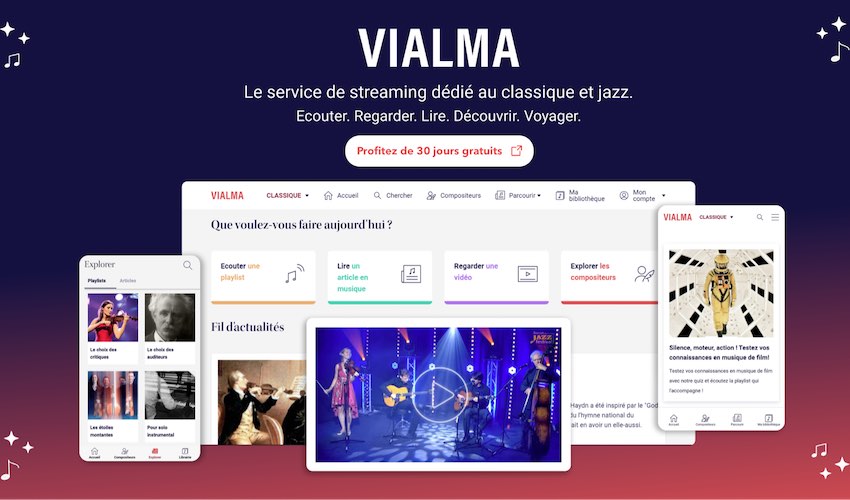 VIALMA
Le service de streaming dédié au classique et jazz.
Ecouter. Regarder. Lire. Découvrir. Voyager.
Profitez de 30 jours gratuits
VIALMA CLASSIQUE Accueil Chercher Compositeurs Parcourir Ma bibliothèque Mon compte
Que voulez-vous faire aujourd'hui ?
Ecouter une
playlist
Lire un
article en
musique
Regarder une
vidéo
Explorer les
compositeurs
Fil d'actualités
Haydn a été inspiré par le "God
du l'hymne national du
ait en avoir un elle-aussi.
Explorer
Playlists Articles
Le choix des
critiques
Le choix des
auditeurs
Les étoiles
montantes
Pour solo
instrumental
Accueil Compositeurs Explorer Librairie
JAZZ
VIALMA CLASSIQUE
Silence, moteur, action ! Testez vos
connaissances en musique de film!
Testez vos connaissances en musique de film
avec notre quiz et écoutez la playlist qui
l'accompagne !
Accueil Compositeurs Parcourir Ma bibliothèque